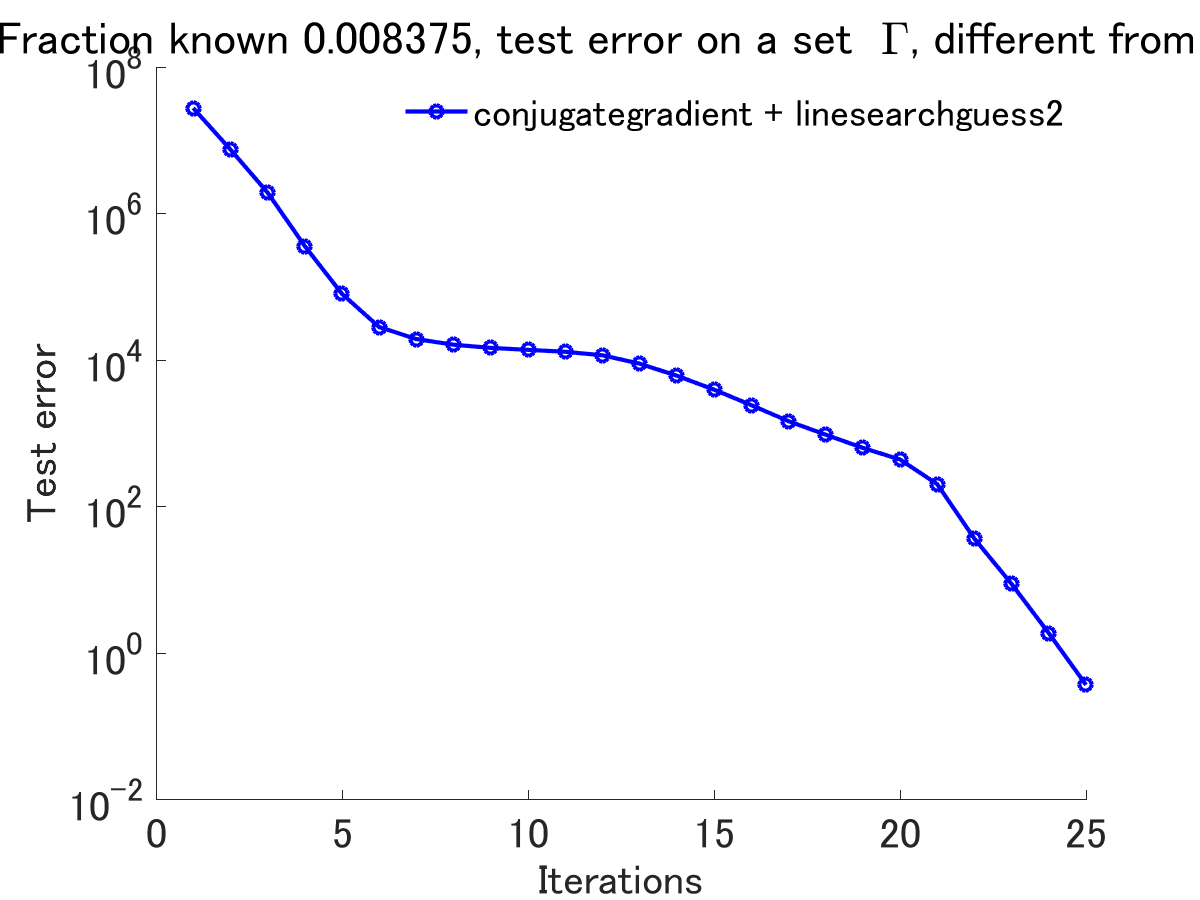 Fraction known 0.008375, test error on a set Γ, different from
10^8
conjugategradient + linesearchguess2
10^6
10^4
Test error
10^2
10^0
10^-2
0 5 10 15 20 25
Iterations